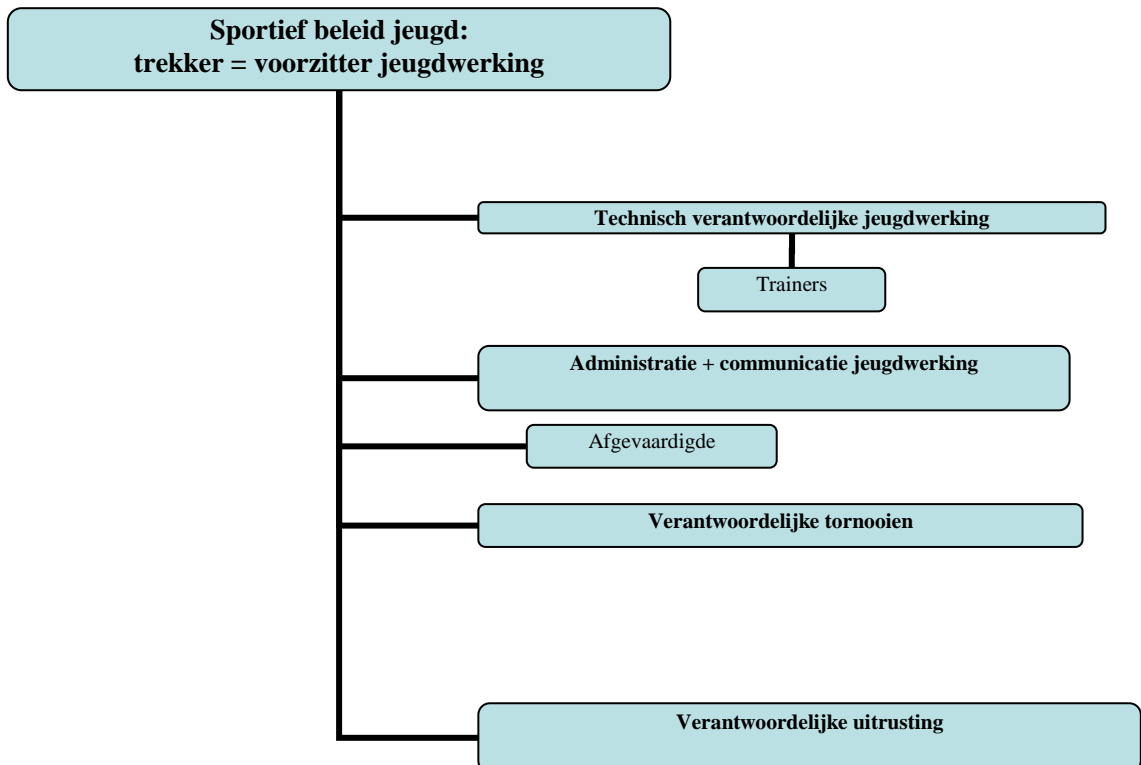 Sportief beleid jeugd:
trekker = voorzitter jeugdwerking
Technisch verantwoordelijke jeugdwerking
Trainers
Administratie + communicatie jeugdwerking
Afgevaardigde
Verantwoordelijke tornooien
Verantwoordelijke uitrusting